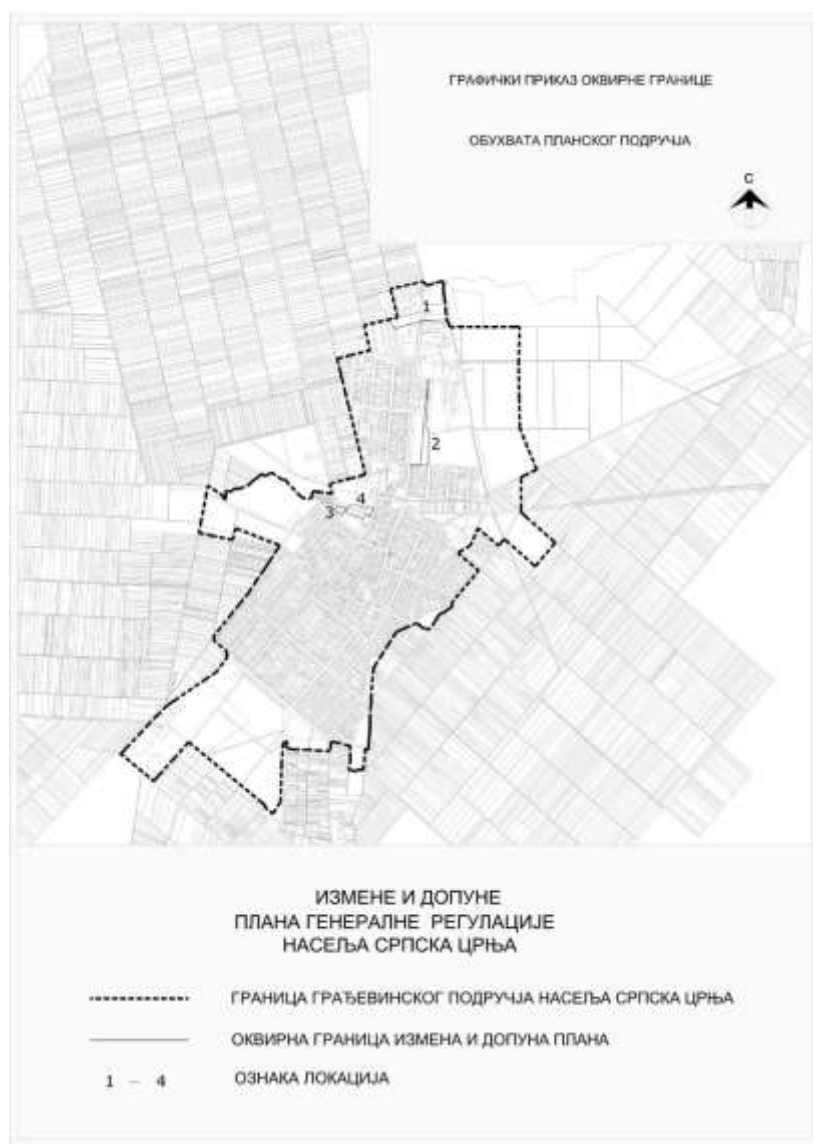 ГРАФИЧКИ ПРИКАЗ ОКВИРНЕ ГРАНИЦЕ
ОБУХВАТА ПЛАНСКОГ ПОДРУЧЈА
С
1
2
4
3
ИЗМЕНЕ И ДОПУНЕ
ПЛАНА ГЕНЕРАЛНЕ РЕГУЛАЦИЈЕ
НАСЕЉА СРПСКА ЦРЊА
ГРАНИЦА ГРАЂЕВИНСКОГ ПОДРУЧЈА НАСЕЉА СРПСКА ЦРЊА
ОКВИРНА ГРАНИЦА ИЗМЕНА И ДОПУНА ПЛАНА
1 – 4 ОЗНАКА ЛОКАЦИЈА